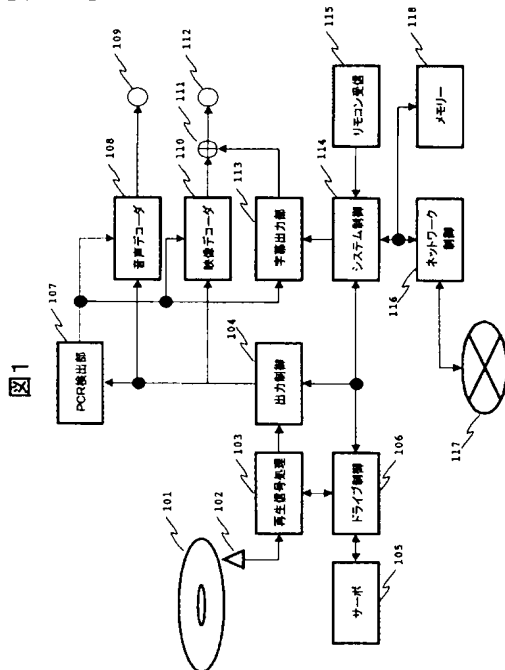 図1
101
102
103
再生信号処理
104
出力制御
105
サーボ
106
ドライブ制御
107
PCR検出部
108
音声デコーダ
109
110
映像デコーダ
111
112
113
字幕出力部
114
システム制御
115
リモコン受信
116
ネットワーク制御
117
118
メモリー